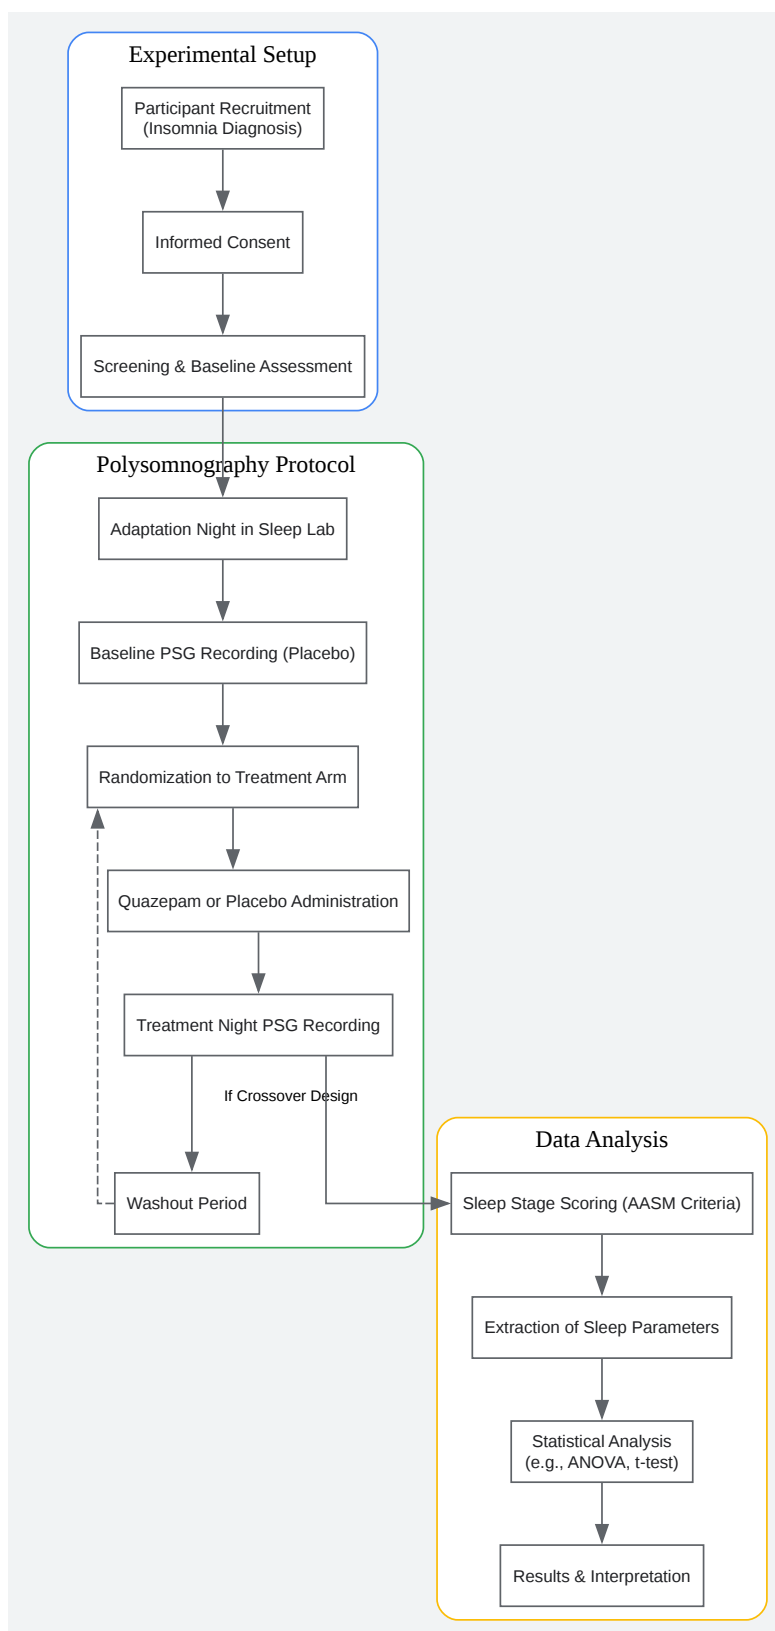 Experimental Setup
Participant Recruitment
(Insomnia Diagnosis)
Informed Consent
Screening & Baseline Assessment
Polysomnography Protocol
Adaptation Night in Sleep Lab
Baseline PSG Recording (Placebo)
Randomization to Treatment Arm
Quazepam or Placebo Administration
Treatment Night PSG Recording
If Crossover Design
Washout Period
Data Analysis
Sleep Stage Scoring (AASM Criteria)
Extraction of Sleep Parameters
Statistical Analysis
(e.g., ANOVA, t-test)
Results & Interpretation